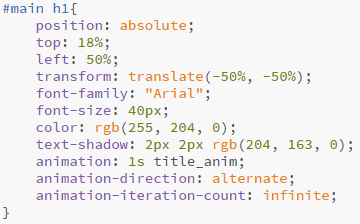 #main h1{
    position: absolute;
    top: 18%;
    left: 50%;
    transform: translate(-50%, -50%);
    font-family: "Arial";
    font-size: 40px;
    color: rgb(255, 204, 0);
    text-shadow: 2px 2px rgb(204, 163, 0);
    animation: 1s title_anim;
    animation-direction: alternate;
    animation-iteration-count: infinite;
}